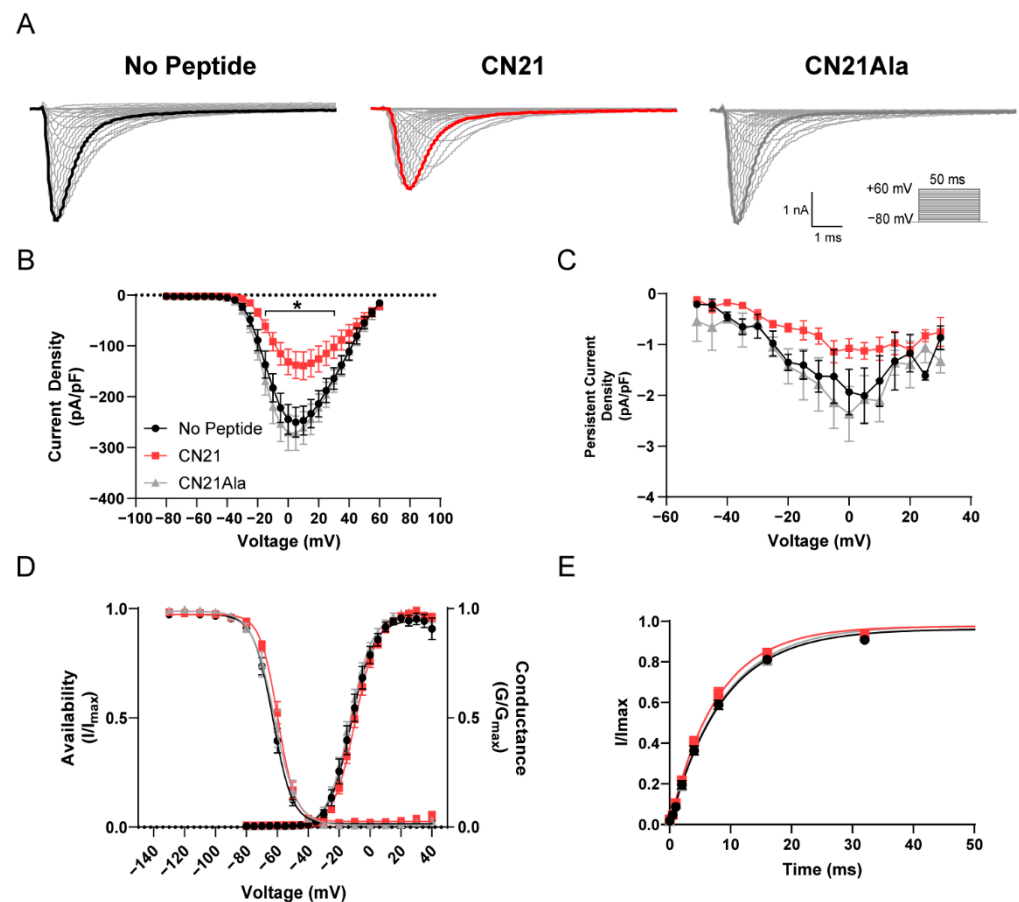 A
No Peptide
CN21
CN21Ala
1 nA
1 ms
+60 mV
−80 mV
50 ms
B
Current Density
(pA/pF)
0
−100
−200
−300
−400
*
No Peptide
CN21
CN21Ala
−100 −80 −60 −40 −20 0 20 40 60 80 100
Voltage (mV)
C
Persistent Current
Density
(pA/pF)
0
−1
−2
−3
−4
−60 −40 −20 0 20 40
Voltage (mV)
D
Availability
(I/Imax)
1.0
0.5
0.0
1.0
0.5
0.0
Conductance
(G/Gmax)
−140 −120 −100 −80 −60 −40 −20 0 20 40
Voltage (mV)
E
I/Imax
1.0
0.8
0.6
0.4
0.2
0.0
0 10 20 30 40 50
Time (ms)